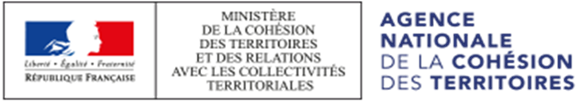 Liberté • Égalité • Fraternité
RÉPUBLIQUE FRANÇAISE
MINISTÈRE
DE LA COHÉSION
DES TERRITOIRES
ET DES RELATIONS
AVEC LES COLLECTIVITÉS
TERRITORIALES
AGENCE
NATIONALE
DE LA COHÉSION
DES TERRITOIRES